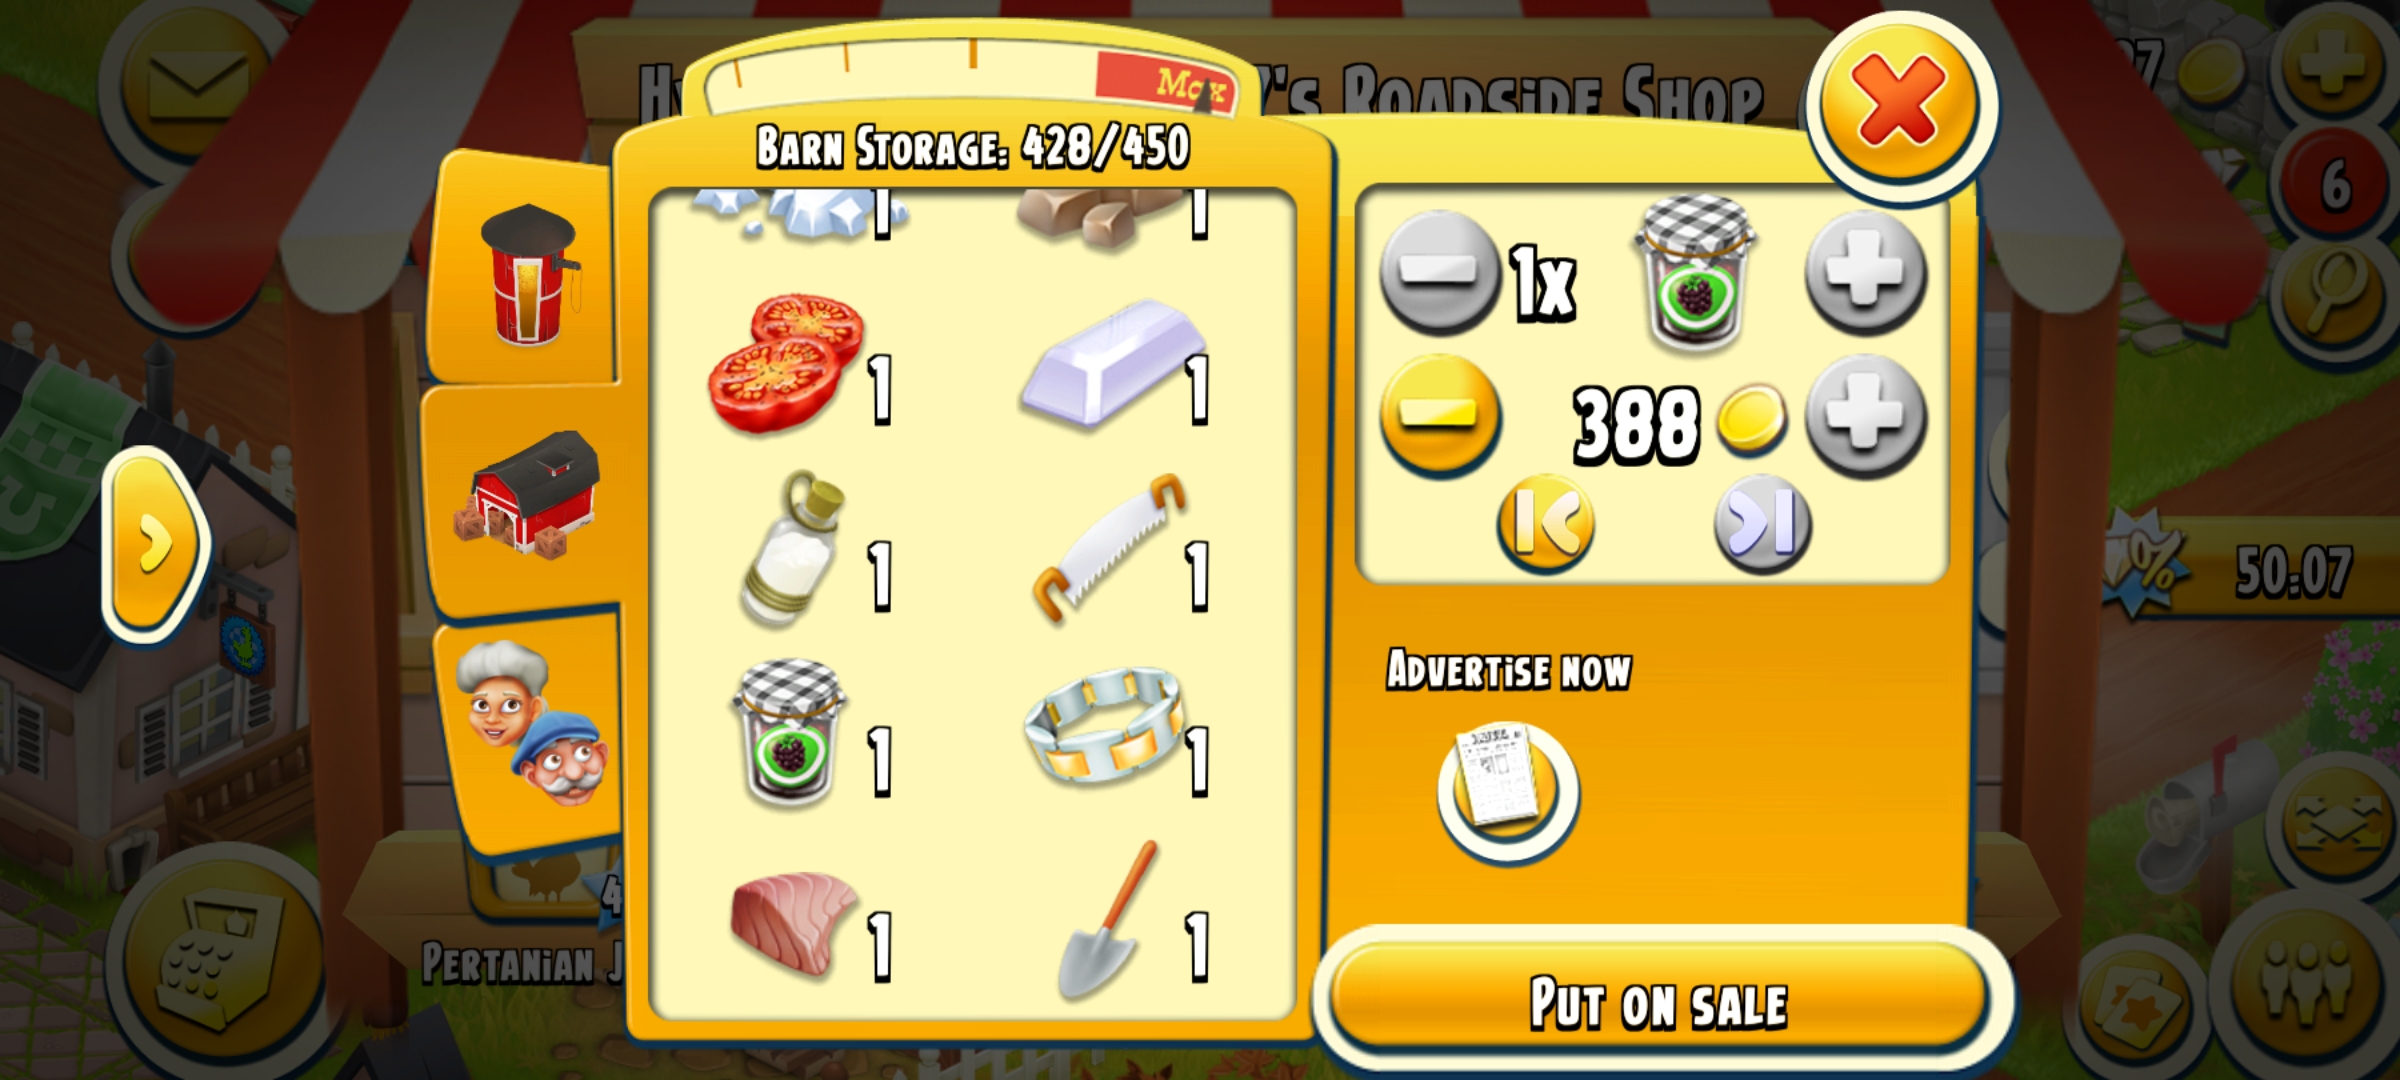 Max
'S ROADSIDE SHOP
BARN STORAGE: 428/450
1
1
1
1
1
1
1
1
1
1
1x
388
ADVERTISE NOW
PUT ON SALE
6
50:07
PERTANIAN